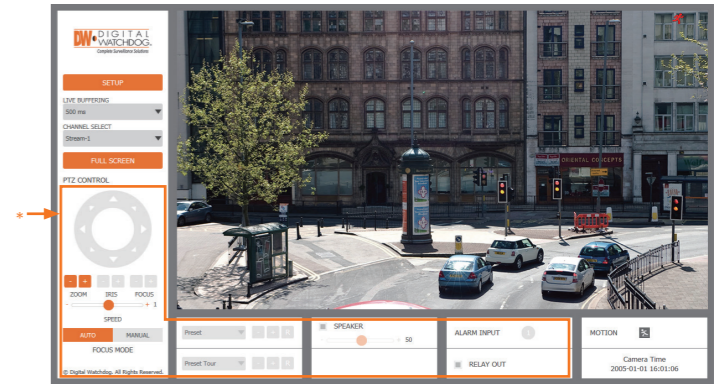 DW DIGITAL
WATCHDOG.
Complete Surveillance Solutions
SETUP
LIVE BUFFERING
500 ms
CHANNEL SELECT
Stream-1
FULL SCREEN
PTZ CONTROL
*
- +
ZOOM IRIS FOCUS
- + 1
SPEED
AUTO MANUAL
FOCUS MODE
© Digital Watchdog. All Rights Reserved.
ORIENTAL CONCEPTS
Preset
Preset Tour
SPEAKER
- + 50
ALARM INPUT
RELAY OUT
MOTION
Camera Time
2005-01-01 16:01:06